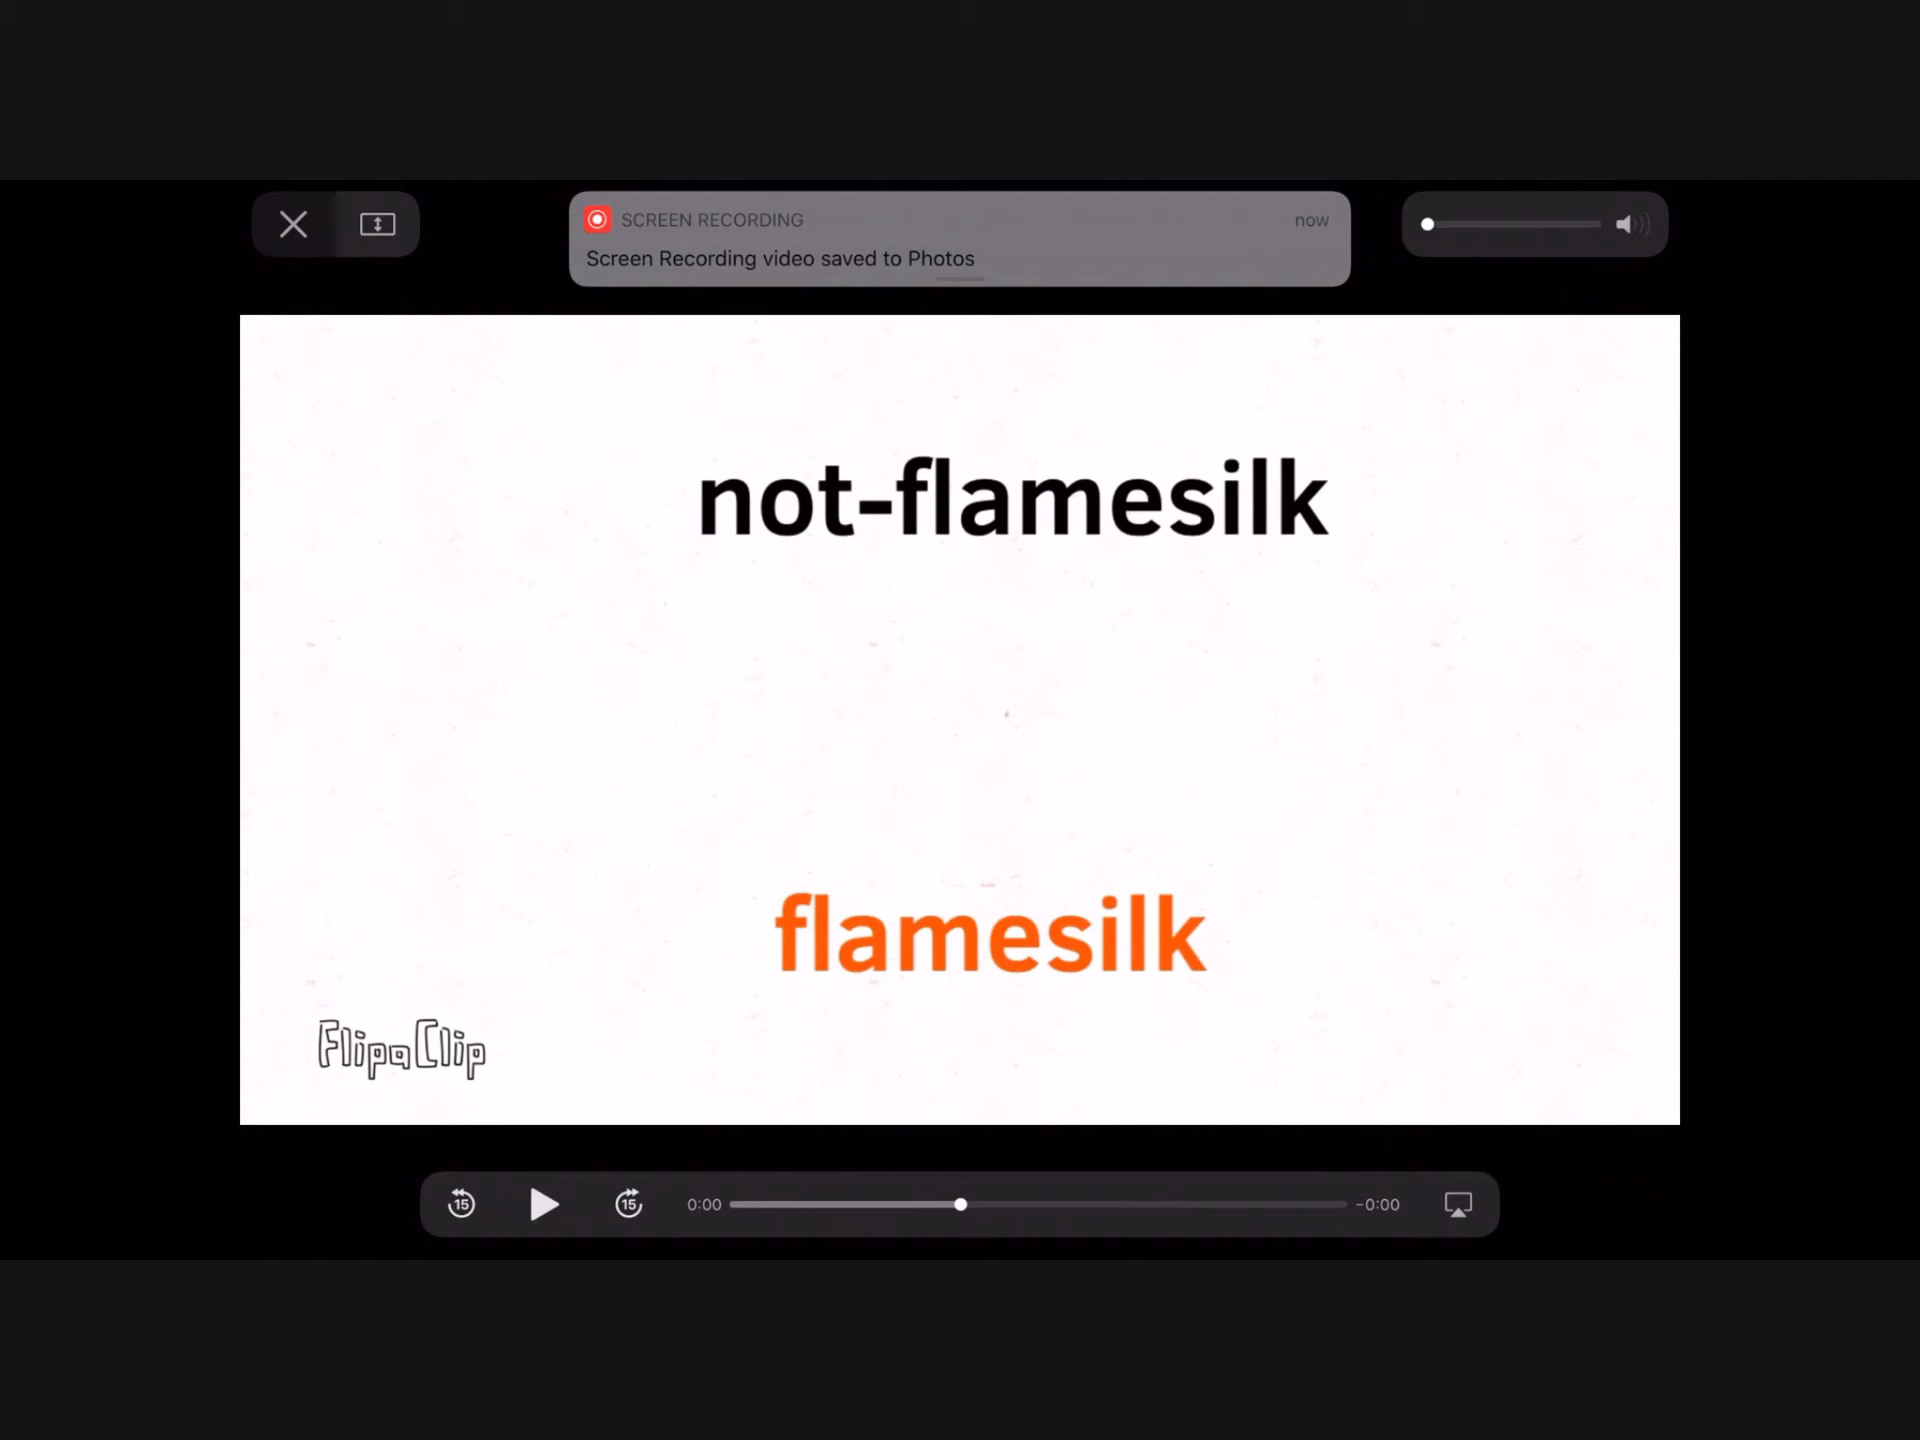 SCREEN RECORDING now
Screen Recording video saved to Photos
not-flamesilk
flamesilk
FlipaClip
15 15 0:00 -0:00